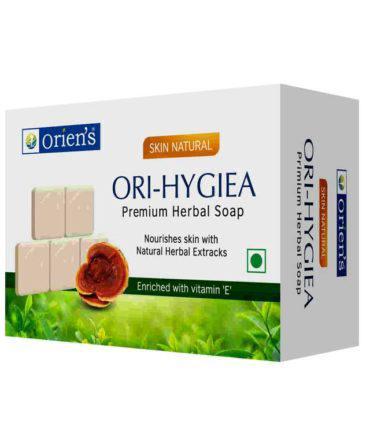 Orien's®
SKIN NATURAL
ORI-HYGIEA
Premium Herbal Soap
Nourishes skin with
Natural Herbal Extracks
Enriched with vitamin 'E'
Orien's
SKIN NATURAL
ORI-HYGIEA
Primium Herbal Soap